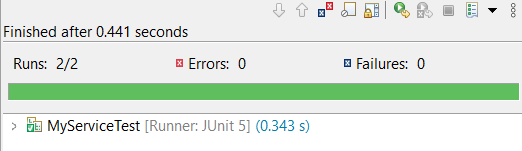 Finished after 0.441 seconds
Runs: 2/2 Errors: 0 Failures: 0
MyServiceTest [Runner: JUnit 5] (0.343 s)